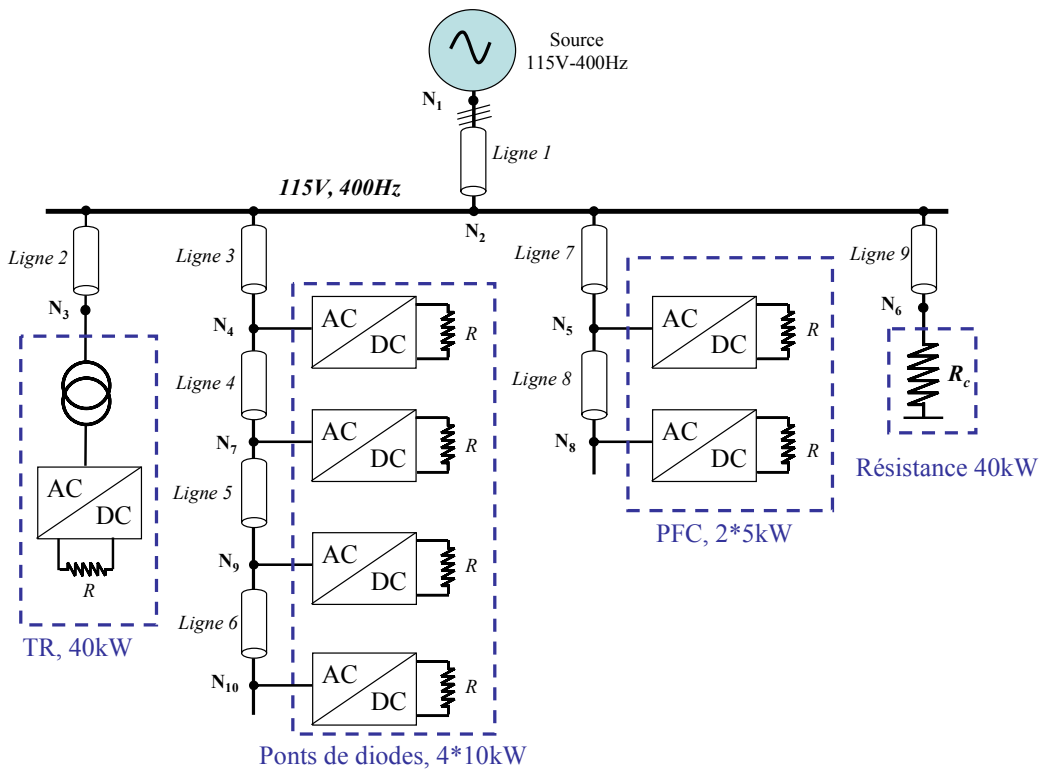 Source
115V-400Hz
N1
Ligne 1
115V, 400Hz
N2
Ligne 2
N3
TR, 40kW
AC
DC
R
Ligne 3
N4
AC
DC
R
Ligne 4
N7
AC
DC
R
Ligne 5
N9
AC
DC
R
Ligne 6
N10
AC
DC
R
Ponts de diodes, 4*10kW
Ligne 7
N5
AC
DC
R
Ligne 8
N8
AC
DC
R
PFC, 2*5kW
Ligne 9
N6
Rc
Résistance 40kW